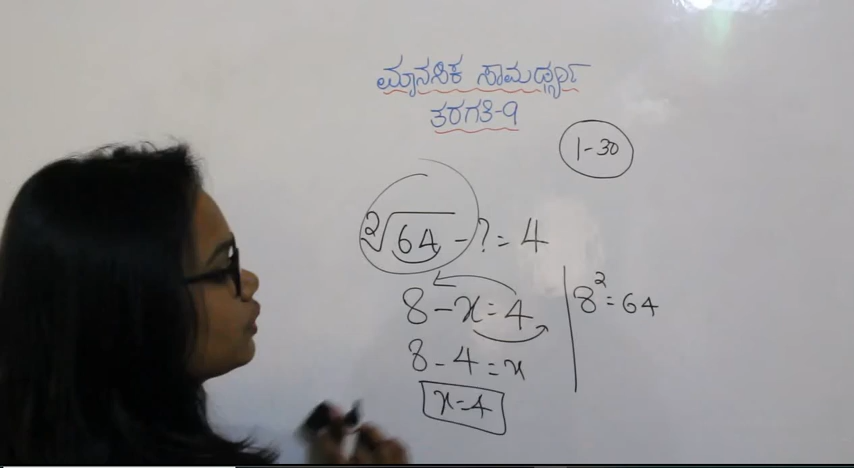 ಮಾನಸಿಕ ಸಾಮರ್ಥ್ಯ
ತರಗತಿ-9
1-30
²√64 - ? = 4
8 - x = 4
8² = 64
8 - 4 = x
x = 4